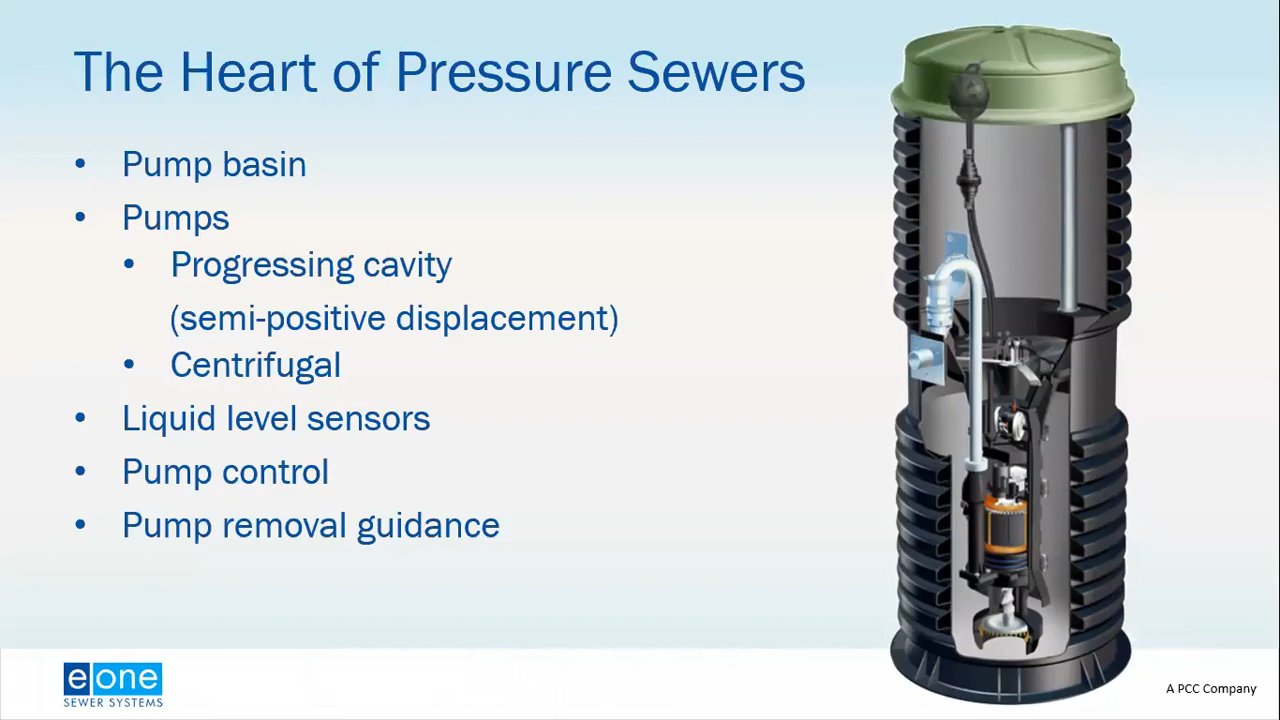 The Heart of Pressure Sewers
• Pump basin
• Pumps
• Progressing cavity
(semi-positive displacement)
• Centrifugal
• Liquid level sensors
• Pump control
• Pump removal guidance
e one
SEWER SYSTEMS
A PCC Company